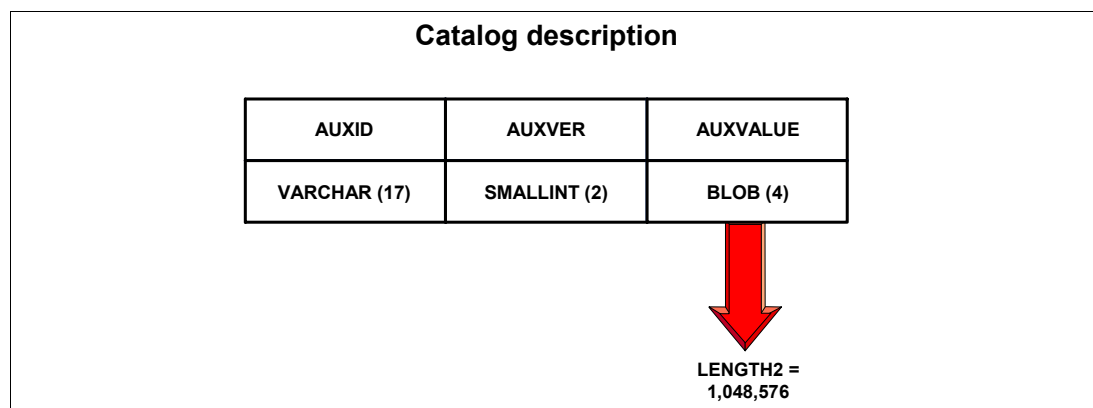 Catalog description
AUXID AUXVER AUXVALUE
VARCHAR (17) SMALLINT (2) BLOB (4)
LENGTH2 =
1,048,576